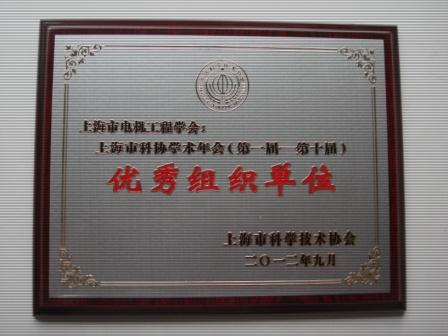 上海市电机工程学会：
上海市科协学术年会（第一届—第十届）
优秀组织单位
上海市科学技术协会
二〇一二年九月